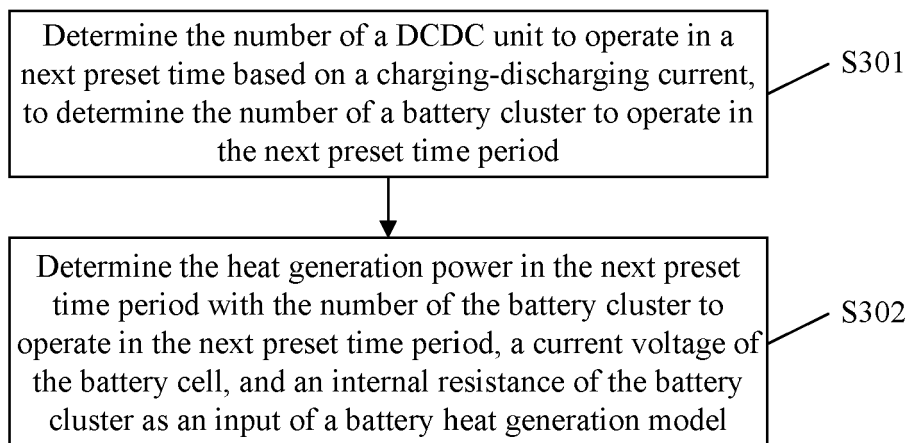 Determine the number of a DCDC unit to operate in a
next preset time based on a charging-discharging current,
to determine the number of a battery cluster to operate in
the next preset time period
S301
Determine the heat generation power in the next preset
time period with the number of the battery cluster to
operate in the next preset time period, a current voltage of
the battery cell, and an internal resistance of the battery
cluster as an input of a battery heat generation model
S302